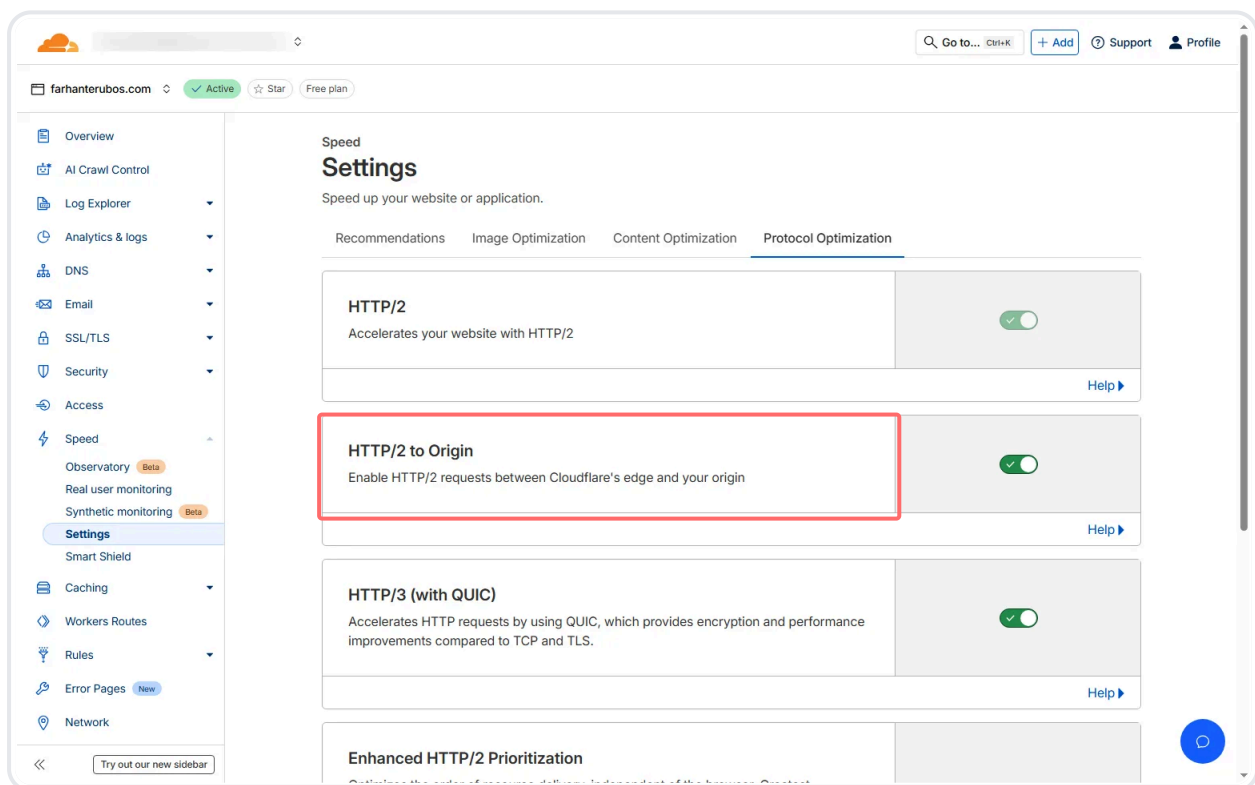 Go to... Ctrl+K
+ Add
Support
Profile
farhanterubos.com
Active
Star
Free plan
Overview
AI Crawl Control
Log Explorer
Analytics & logs
DNS
Email
SSL/TLS
Security
Access
Speed
Observatory Beta
Real user monitoring
Synthetic monitoring Beta
Settings
Smart Shield
Caching
Workers Routes
Rules
Error Pages New
Network
Try out our new sidebar
Speed
Settings
Speed up your website or application.
Recommendations
Image Optimization
Content Optimization
Protocol Optimization
HTTP/2
Accelerates your website with HTTP/2
Help
HTTP/2 to Origin
Enable HTTP/2 requests between Cloudflare's edge and your origin
Help
HTTP/3 (with QUIC)
Accelerates HTTP requests by using QUIC, which provides encryption and performance
improvements compared to TCP and TLS.
Help
Enhanced HTTP/2 Prioritization